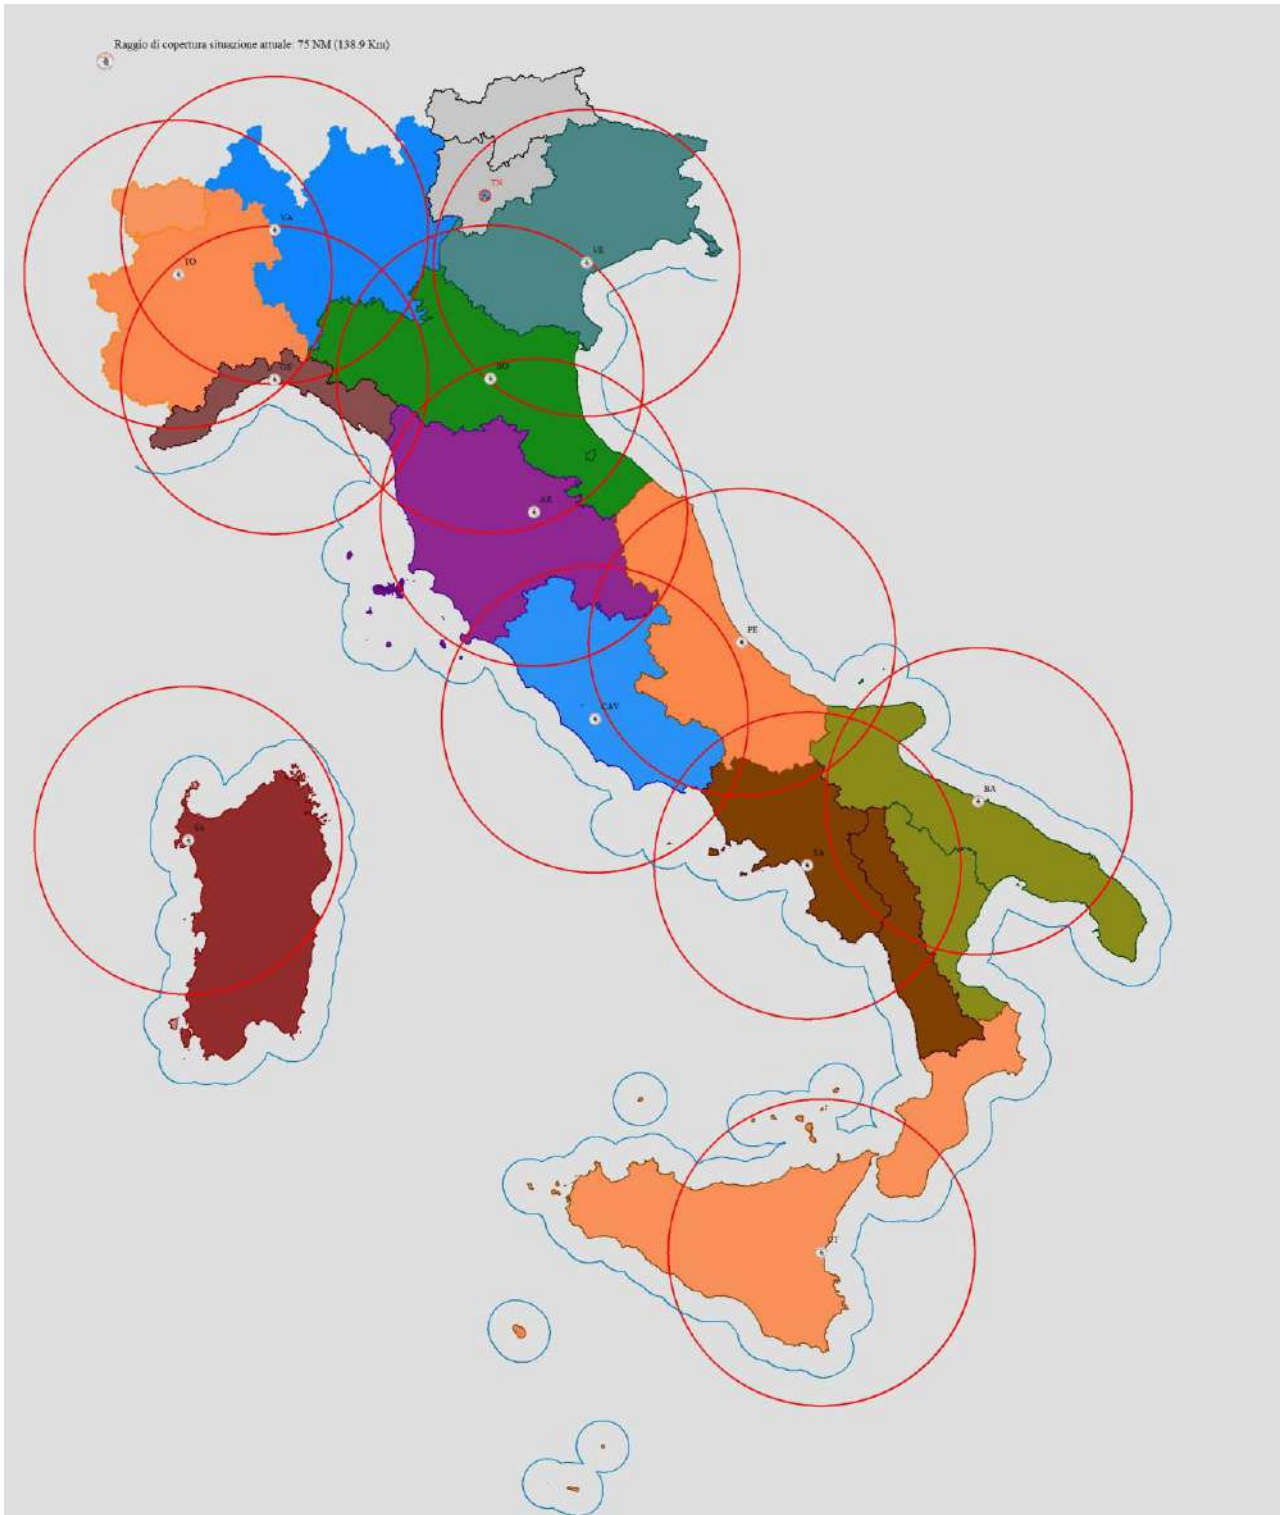 Raggio di copertura situazione attuale: 75 NM (138.9 Km)
TN
VA
VE
TO
GE
BO
AR
PE
CAV
BA
SA
SA
CT